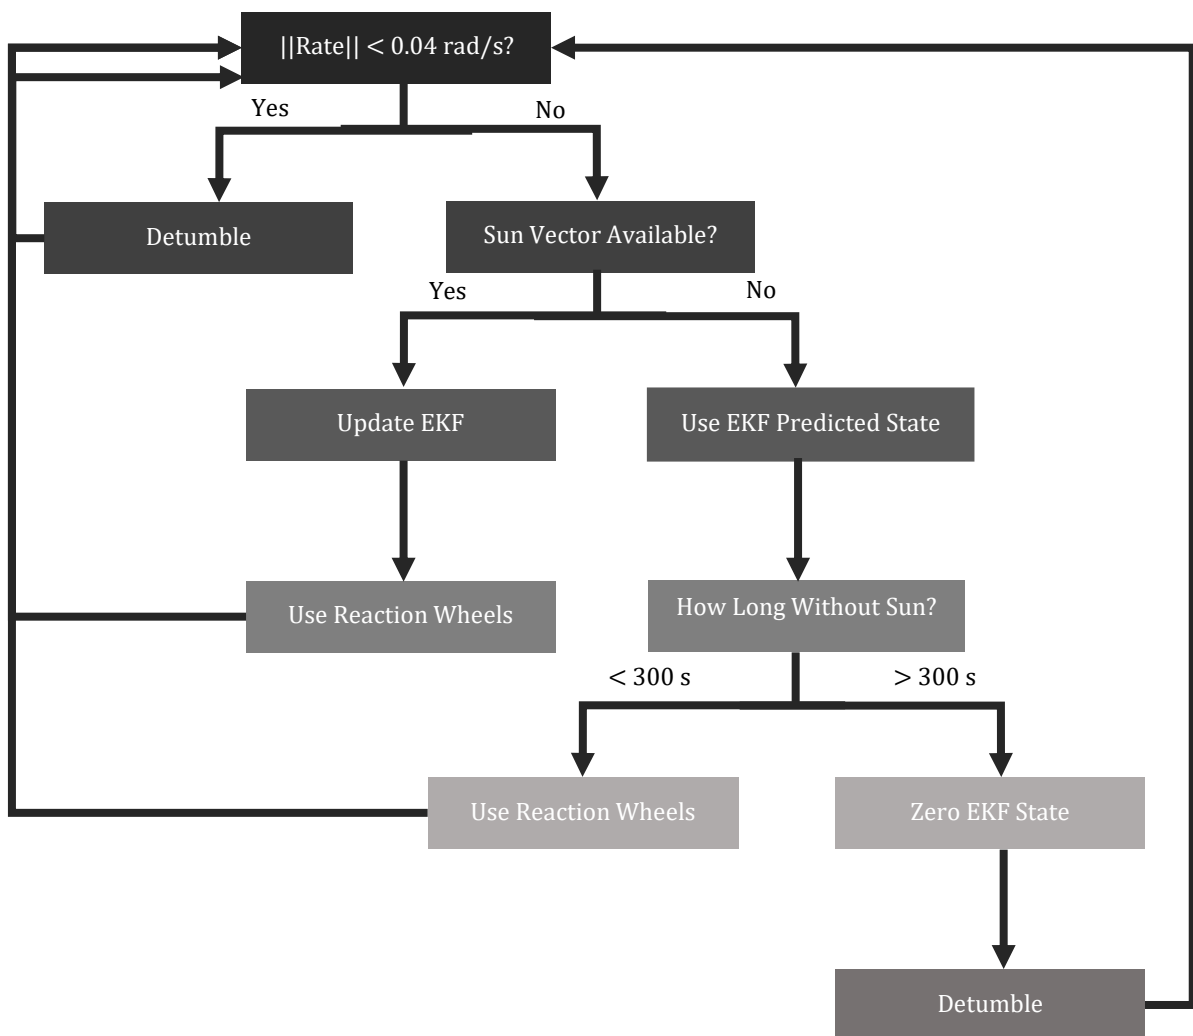 ||Rate|| < 0.04 rad/s?
Yes
No
Detumble
Sun Vector Available?
Yes
No
Update EKF
Use EKF Predicted State
Use Reaction Wheels
How Long Without Sun?
< 300 s
> 300 s
Use Reaction Wheels
Zero EKF State
Detumble